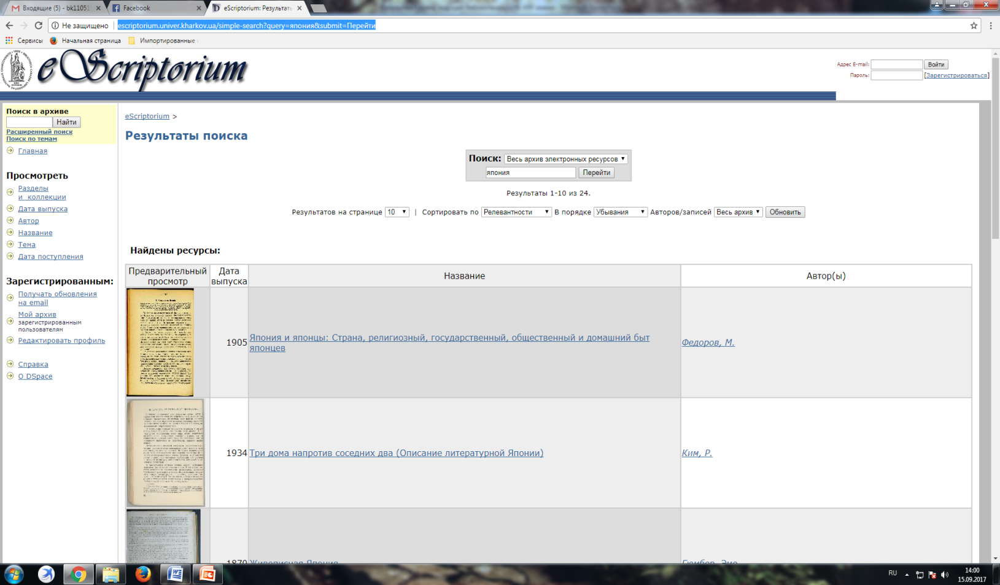 Входящие (5) - bk11051
Facebook
eScriptorium: Результать
Не защищено
escriptorium.univer.kharkov.ua/simple-search?query=япония&submit=Перейти
Сервисы
Начальная страница
Импортированные
eScriptorium
Адрес E-mail:
Войти
Пароль:
[Зарегистрироваться]
Поиск в архиве
Найти
Расширенный поиск
Поиск по темам
Главная
Просмотреть
Разделы
и коллекции
Дата выпуска
Автор
Название
Тема
Дата поступления
Зарегистрированным:
Получать обновления
на email
Мой архив
зарегистрированным
пользователям
Редактировать профиль
Справка
О DSpace
eScriptorium >
Результаты поиска
Поиск: Весь архив электронных ресурсов
япония
Перейти
Результаты 1-10 из 24.
Результатов на странице 10 | Сортировать по Релевантности В порядке Убывания Авторов/записей Весь архив Обновить
Найдены ресурсы:
Предварительный просмотр
Дата выпуска
Название
Автор(ы)
1905
Япония и японцы: Страна, религиозный, государственный, общественный и домашний быт
японцев
Федоров, М.
1934
Три дома напротив соседних два (Описание литературной Японии)
Ким, Р.
1870
Живописная Япония
Гюмбер, Эме
RU
14:00
15.09.2017